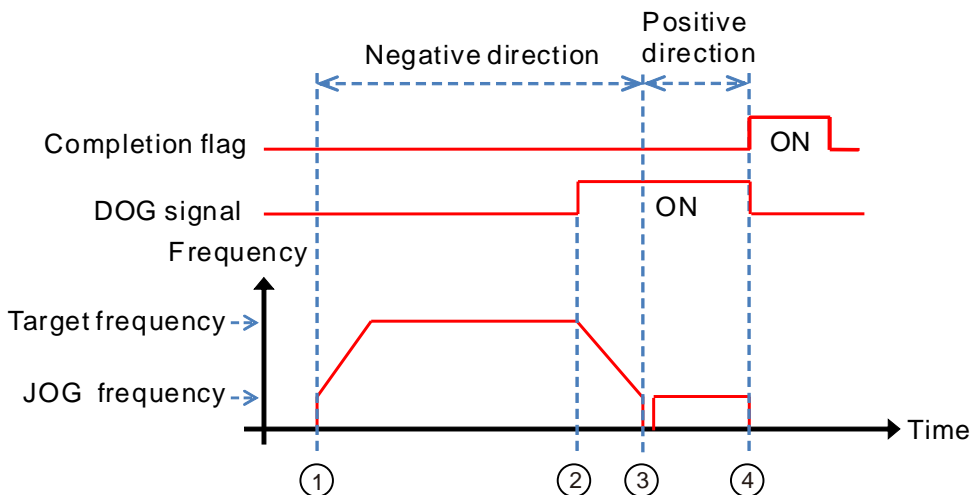 Positive
Negative direction
direction
Completion flag
ON
DOG signal
ON
Frequency
Target frequency
JOG frequency
Time
1 2 3 4